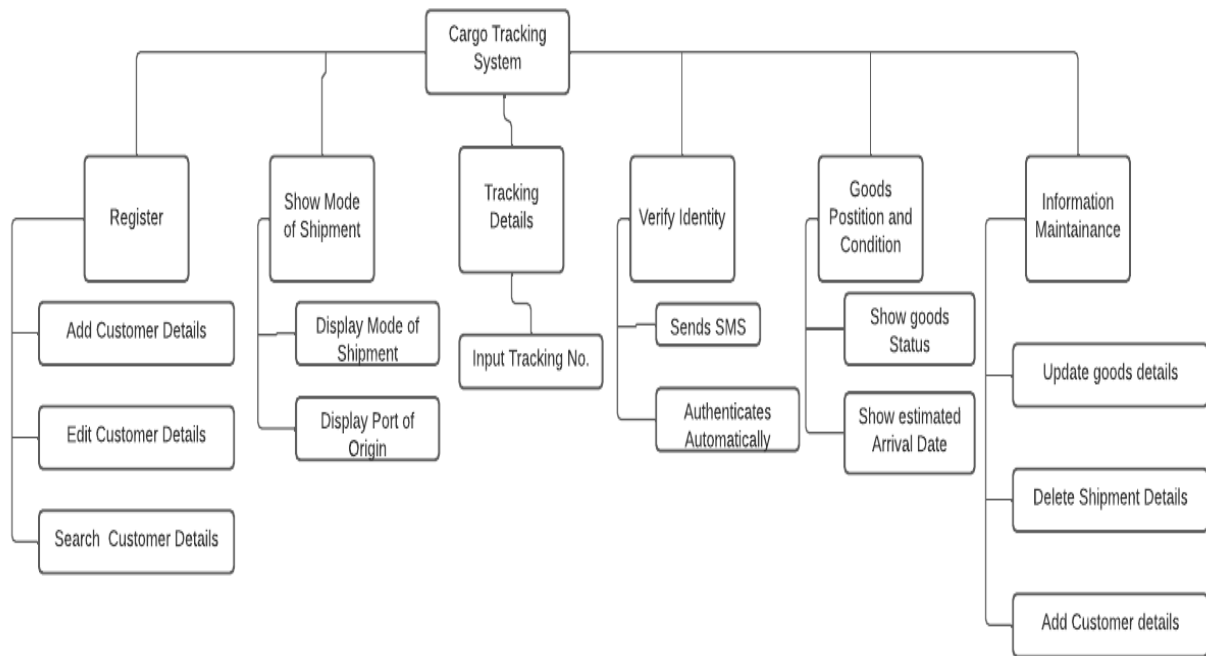 Cargo Tracking
System
Register
Show Mode
of Shipment
Tracking
Details
Verify Identity
Goods
Postition and
Condition
Information
Maintainance
Add Customer Details
Edit Customer Details
Search Customer Details
Display Mode of
Shipment
Display Port of
Origin
Input Tracking No.
Sends SMS
Authenticates
Automatically
Show goods
Status
Show estimated
Arrival Date
Update goods details
Delete Shipment Details
Add Customer details